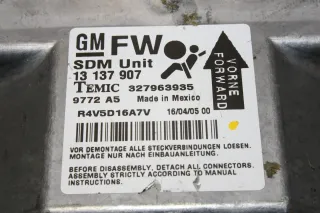 GM FW
SDM Unit
13 137 907
TEMIC 327963935
9772 A5 Made in Mexico
R4V5D16A7V 16/04/05 00
VORNE
FORWARD
VOR DEMONTAGE ALLE STECKVERBINDUNGEN LOESEN.
MONTAGE NUR NACH EINBAUANLEITUNG.
BEFORE DISASSEMBLY, DETACH ALL CONNECTORS.
ASSEMBLY STRICTLY ACCORDING TO MANUAL
INSTRUCTIONS.